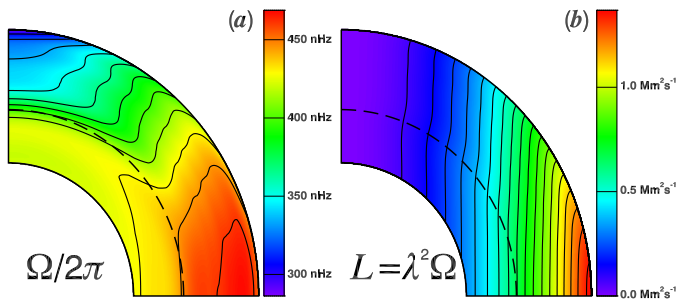 (a)
450 nHz
400 nHz
350 nHz
300 nHz
Ω/2π
(b)
1.0 Mm²s⁻¹
0.5 Mm²s⁻¹
0.0 Mm²s⁻¹
L=λ²Ω